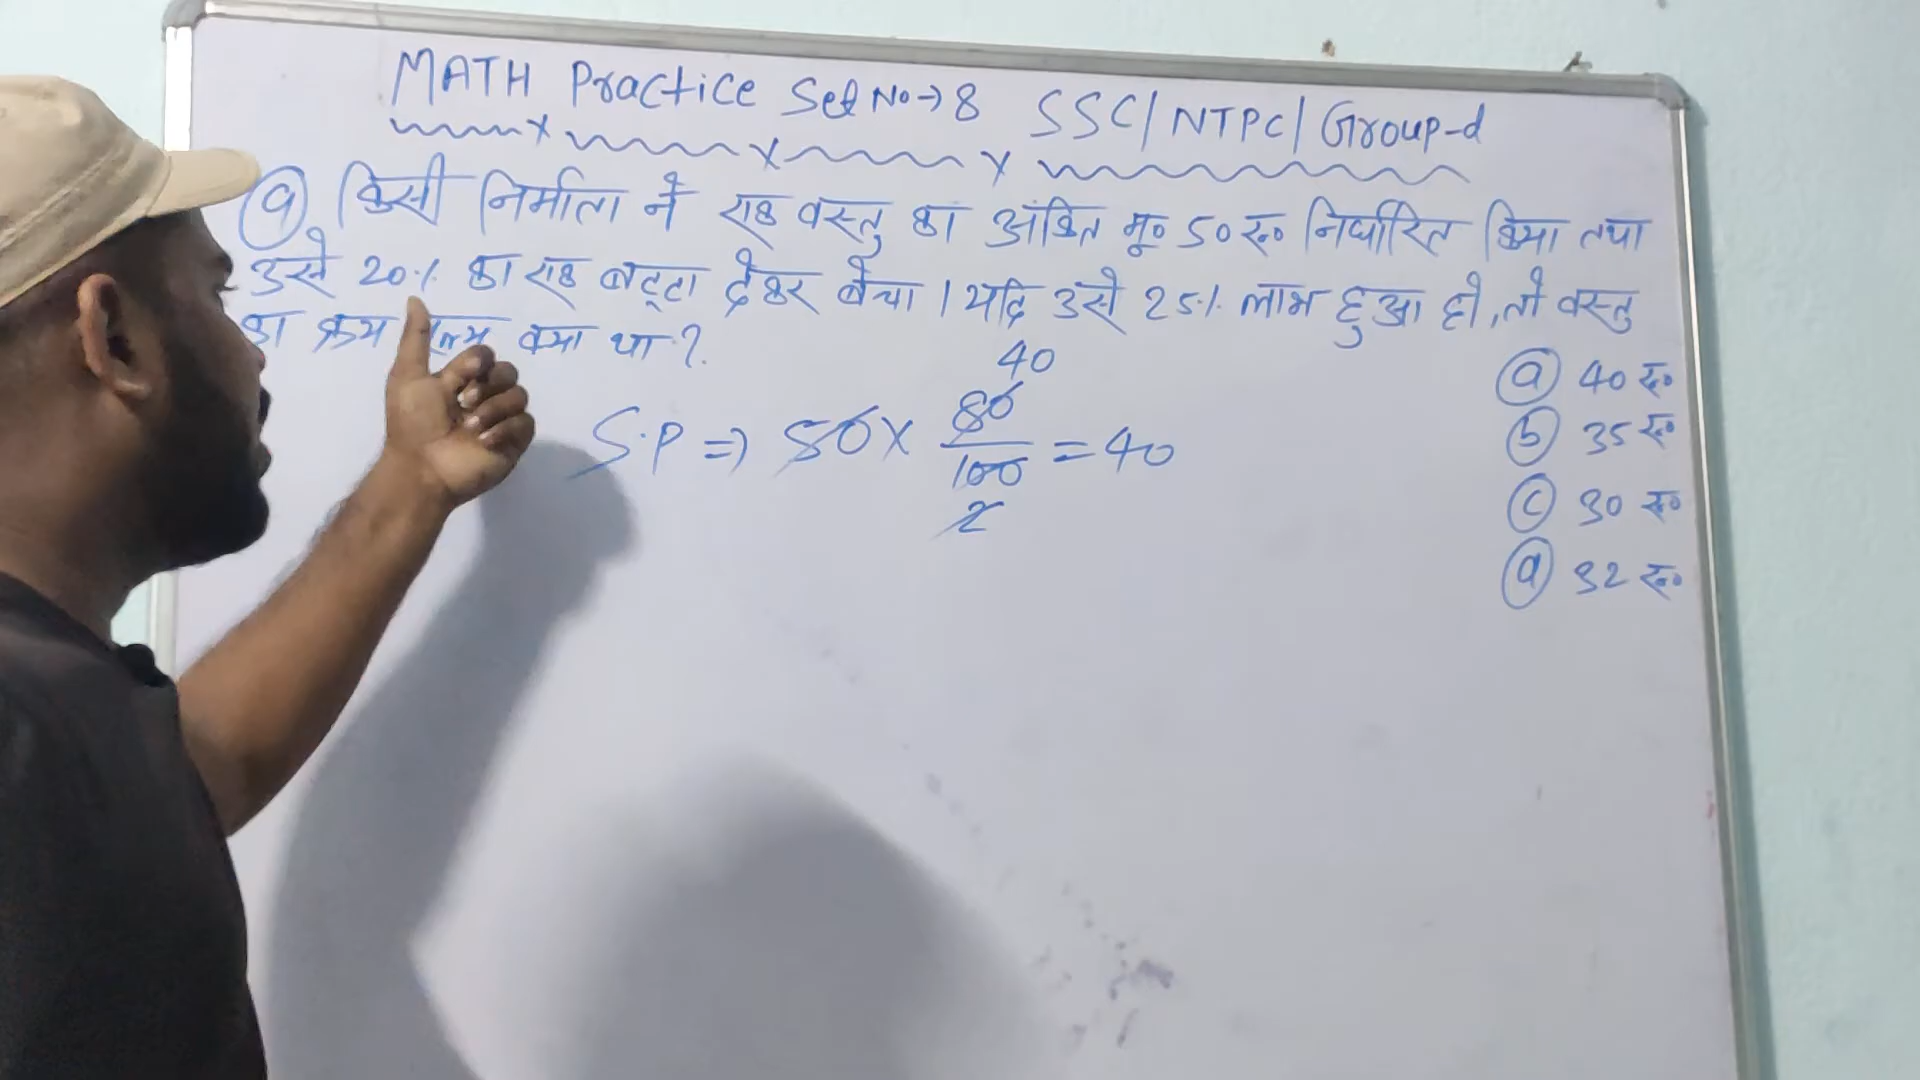 MATH Practice Set No→8 SSC/NTPC/Group-d
9 किसी निर्माता ने एक वस्तु का अंकित मू० 50 रु० निर्धारित किया तथा
उसे 20% का एक बट्टा देकर बेचा । यदि उसे 25% लाभ हुआ हो, तो वस्तु
का क्रय मूल्य क्या था ?
S.P ⇒ 50 × 80/100 = 40
40
2
a 40 रु०
b 35 रु०
c 30 रु०
d 32 रु०